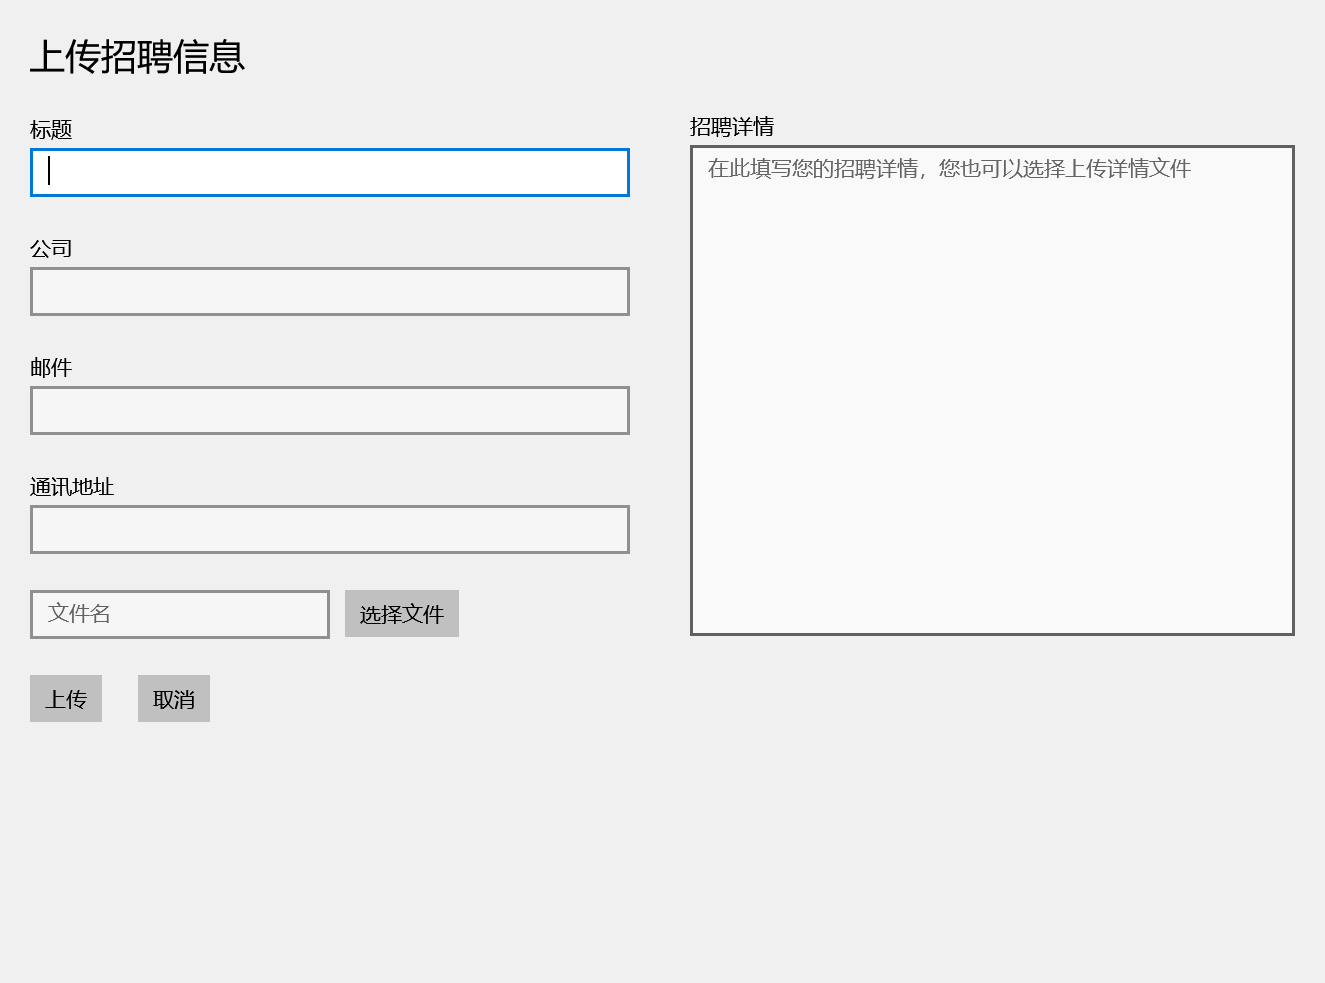 上传招聘信息
标题
公司
邮件
通讯地址
文件名
选择文件
上传
取消
招聘详情
在此填写您的招聘详情，您也可以选择上传详情文件